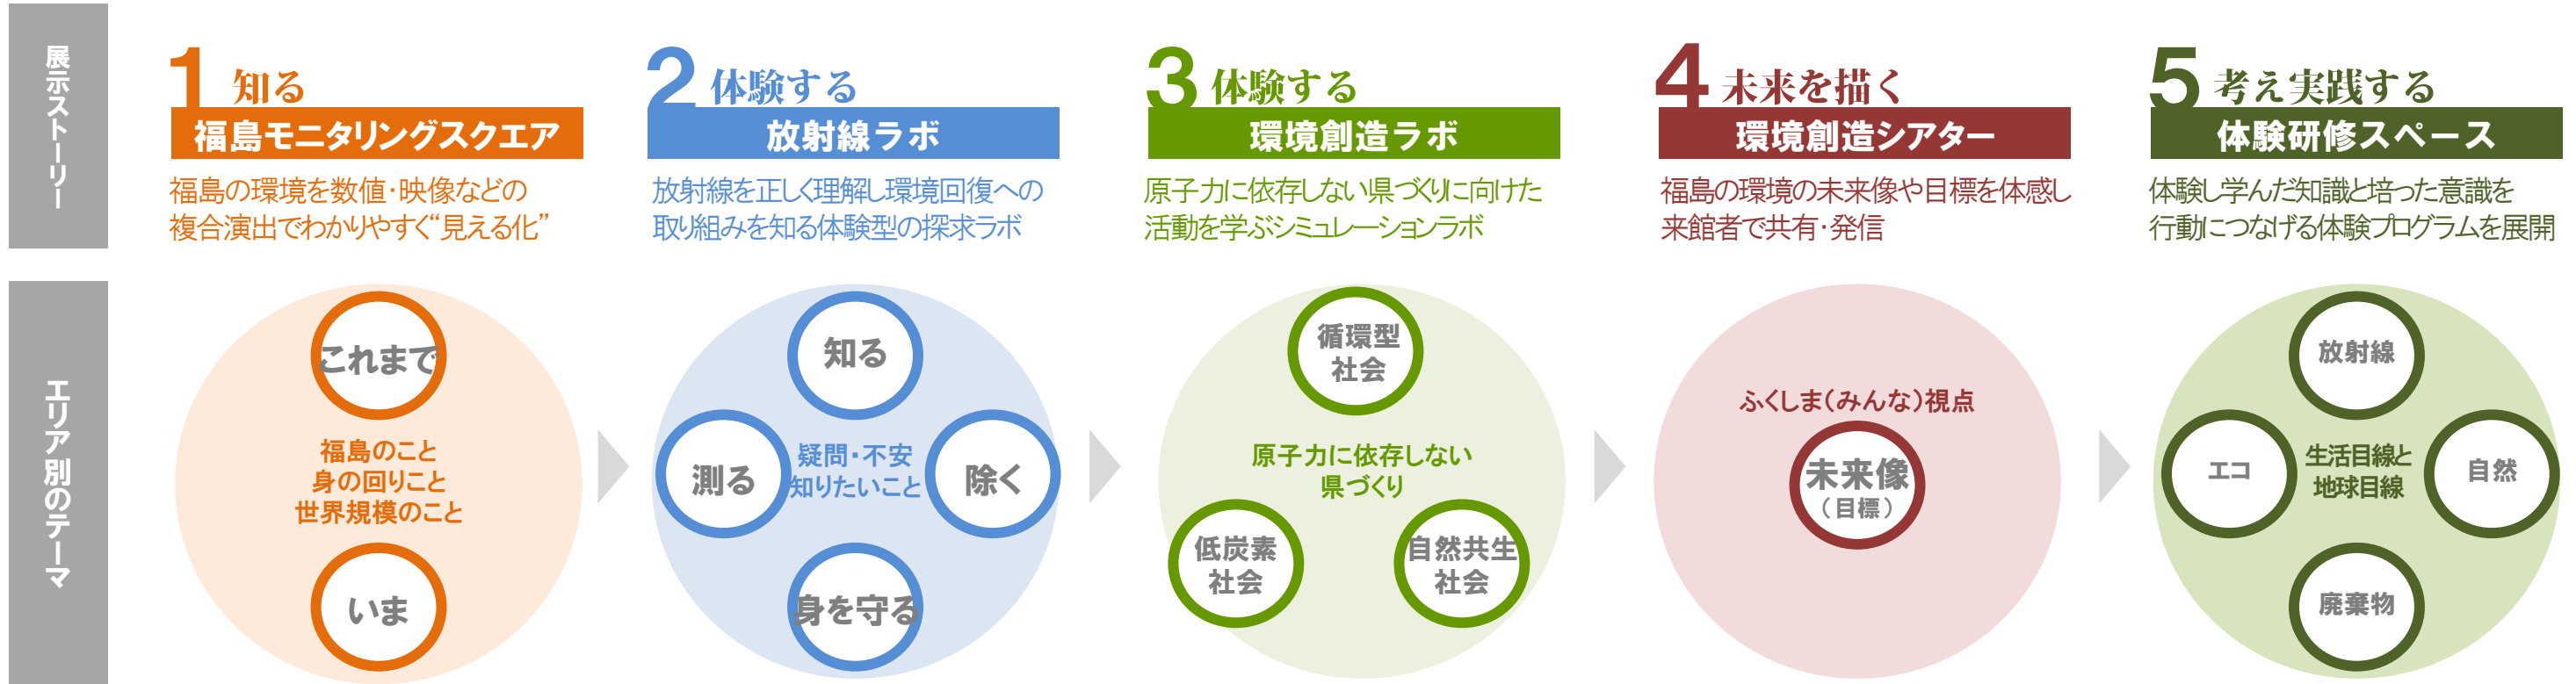 展示ストーリー
1 知る
福島モニタリングスクエア
福島の環境を数値・映像などの
複合演出でわかりやすく“見える化”
2 体験する
放射線ラボ
放射線を正しく理解し環境回復への
取り組みを知る体験型の探求ラボ
3 体験する
環境創造ラボ
原子力に依存しない県づくりに向けた
活動を学ぶシミュレーションラボ
4 未来を描く
環境創造シアター
福島の環境の未来像や目標を体感し
来館者で共有・発信
5 考え実践する
体験研修スペース
体験し学んだ知識と培った意識を
行動につなげる体験プログラムを展開
エリア別のテーマ
これまで
福島のこと
身の回りこと
世界規模のこと
いま
知る
測る
疑問・不安
知りたいこと
除く
身を守る
循環型
社会
原子力に依存しない
県づくり
低炭素
社会
自然共生
社会
ふくしま（みんな）視点
未来像
（目標）
放射線
エコ
生活目線と
地球目線
自然
廃棄物